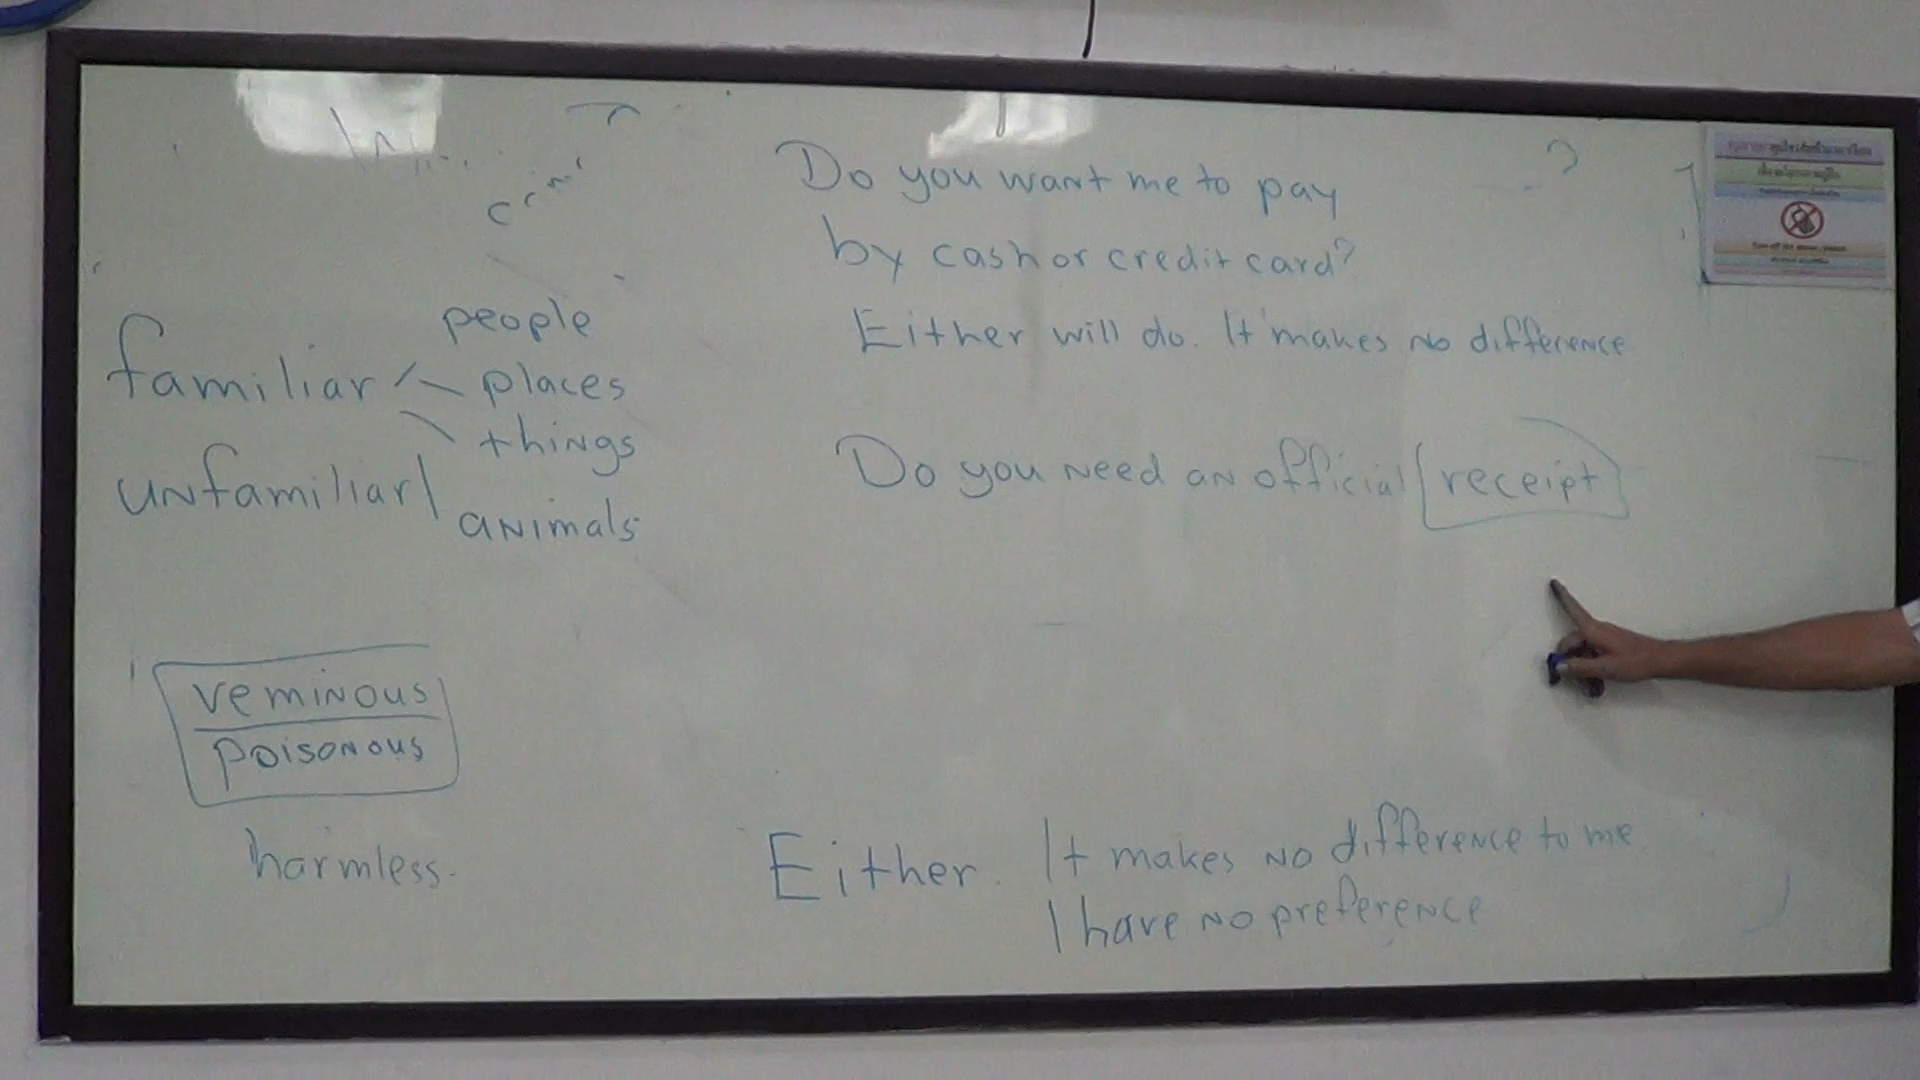 people
familiar places
things
unfamiliar animals
veminous
poisonous
harmless.
Do you want me to pay
by cash or credit card?
Either will do. It makes no difference
Do you need an official receipt
Either. It makes no difference to me
I have no preference